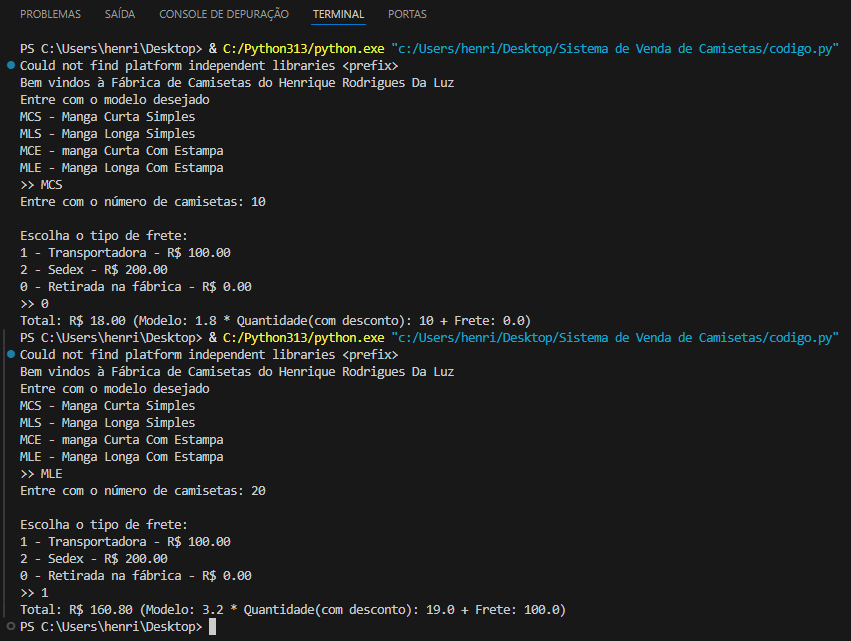 PROBLEMAS SAÍDA CONSOLE DE DEPURAÇÃO TERMINAL PORTAS
PS C:\Users\henri\Desktop> & C:/Python313/python.exe "c:/Users/henri/Desktop/Sistema de Venda de Camisetas/codigo.py"
Could not find platform independent libraries <prefix>
Bem vindos à Fábrica de Camisetas do Henrique Rodrigues Da Luz
Entre com o modelo desejado
MCS - Manga Curta Simples
MLS - Manga Longa Simples
MCE - manga Curta Com Estampa
MLE - Manga Longa Com Estampa
>> MCS
Entre com o número de camisetas: 10
Escolha o tipo de frete:
1 - Transportadora - R$ 100.00
2 - Sedex - R$ 200.00
0 - Retirada na fábrica - R$ 0.00
>> 0
Total: R$ 18.00 (Modelo: 1.8 * Quantidade(com desconto): 10 + Frete: 0.0)
PS C:\Users\henri\Desktop> & C:/Python313/python.exe "c:/Users/henri/Desktop/Sistema de Venda de Camisetas/codigo.py"
Could not find platform independent libraries <prefix>
Bem vindos à Fábrica de Camisetas do Henrique Rodrigues Da Luz
Entre com o modelo desejado
MCS - Manga Curta Simples
MLS - Manga Longa Simples
MCE - manga Curta Com Estampa
MLE - Manga Longa Com Estampa
>> MLE
Entre com o número de camisetas: 20
Escolha o tipo de frete:
1 - Transportadora - R$ 100.00
2 - Sedex - R$ 200.00
0 - Retirada na fábrica - R$ 0.00
>> 1
Total: R$ 160.80 (Modelo: 3.2 * Quantidade(com desconto): 19.0 + Frete: 100.0)
PS C:\Users\henri\Desktop>